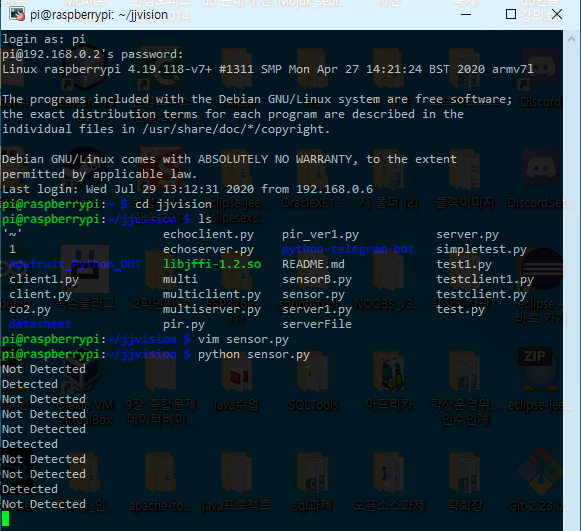 pi@raspberrypi: ~/jjvision
login as: pi
pi@192.168.0.2's password:
Linux raspberrypi 4.19.118-v7+ #1311 SMP Mon Apr 27 14:21:24 BST 2020 armv7l
The programs included with the Debian GNU/Linux system are free software;
the exact distribution terms for each program are described in the
individual files in /usr/share/doc/*/copyright.
Debian GNU/Linux comes with ABSOLUTELY NO WARRANTY, to the extent
permitted by applicable law.
Last login: Wed Jul 29 13:12:31 2020 from 192.168.0.6
pi@raspberrypi:~ $ cd jjvision
pi@raspberrypi:~/jjvision $ ls
'~' echoclient.py pir_ver1.py server.py
1 echoserver.py python-telegram-bot simpletest.py
Adafruit_Python_DHT libjffi-1.2.so README.md test1.py
client1.py multi sensorB.py testclient1.py
client.py multiclient.py sensor.py testclient.py
co2.py multiserver.py server1.py test.py
datasheet pir.py serverFile
pi@raspberrypi:~/jjvision $ vim sensor.py
pi@raspberrypi:~/jjvision $ python sensor.py
Not Detected
Detected
Not Detected
Not Detected
Not Detected
Detected
Not Detected
Not Detected
Detected
Not Detected